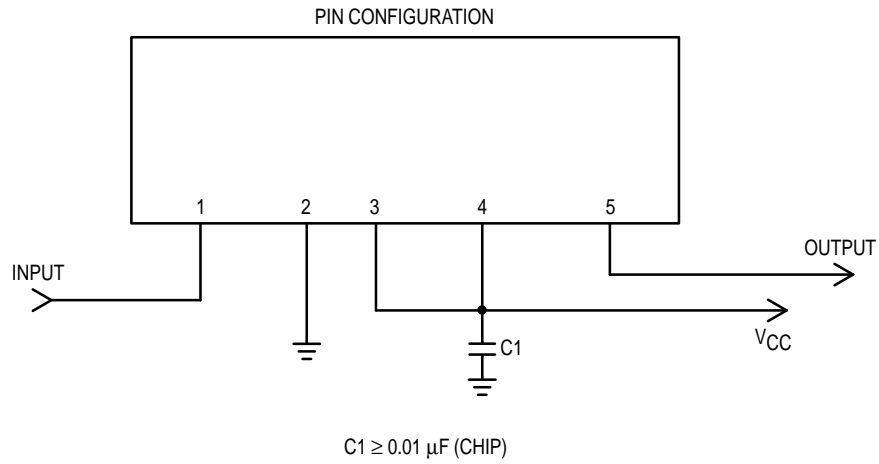 PIN CONFIGURATION
1 2 3 4 5
INPUT
OUTPUT
VCC
C1
C1 ≥ 0.01 μF (CHIP)